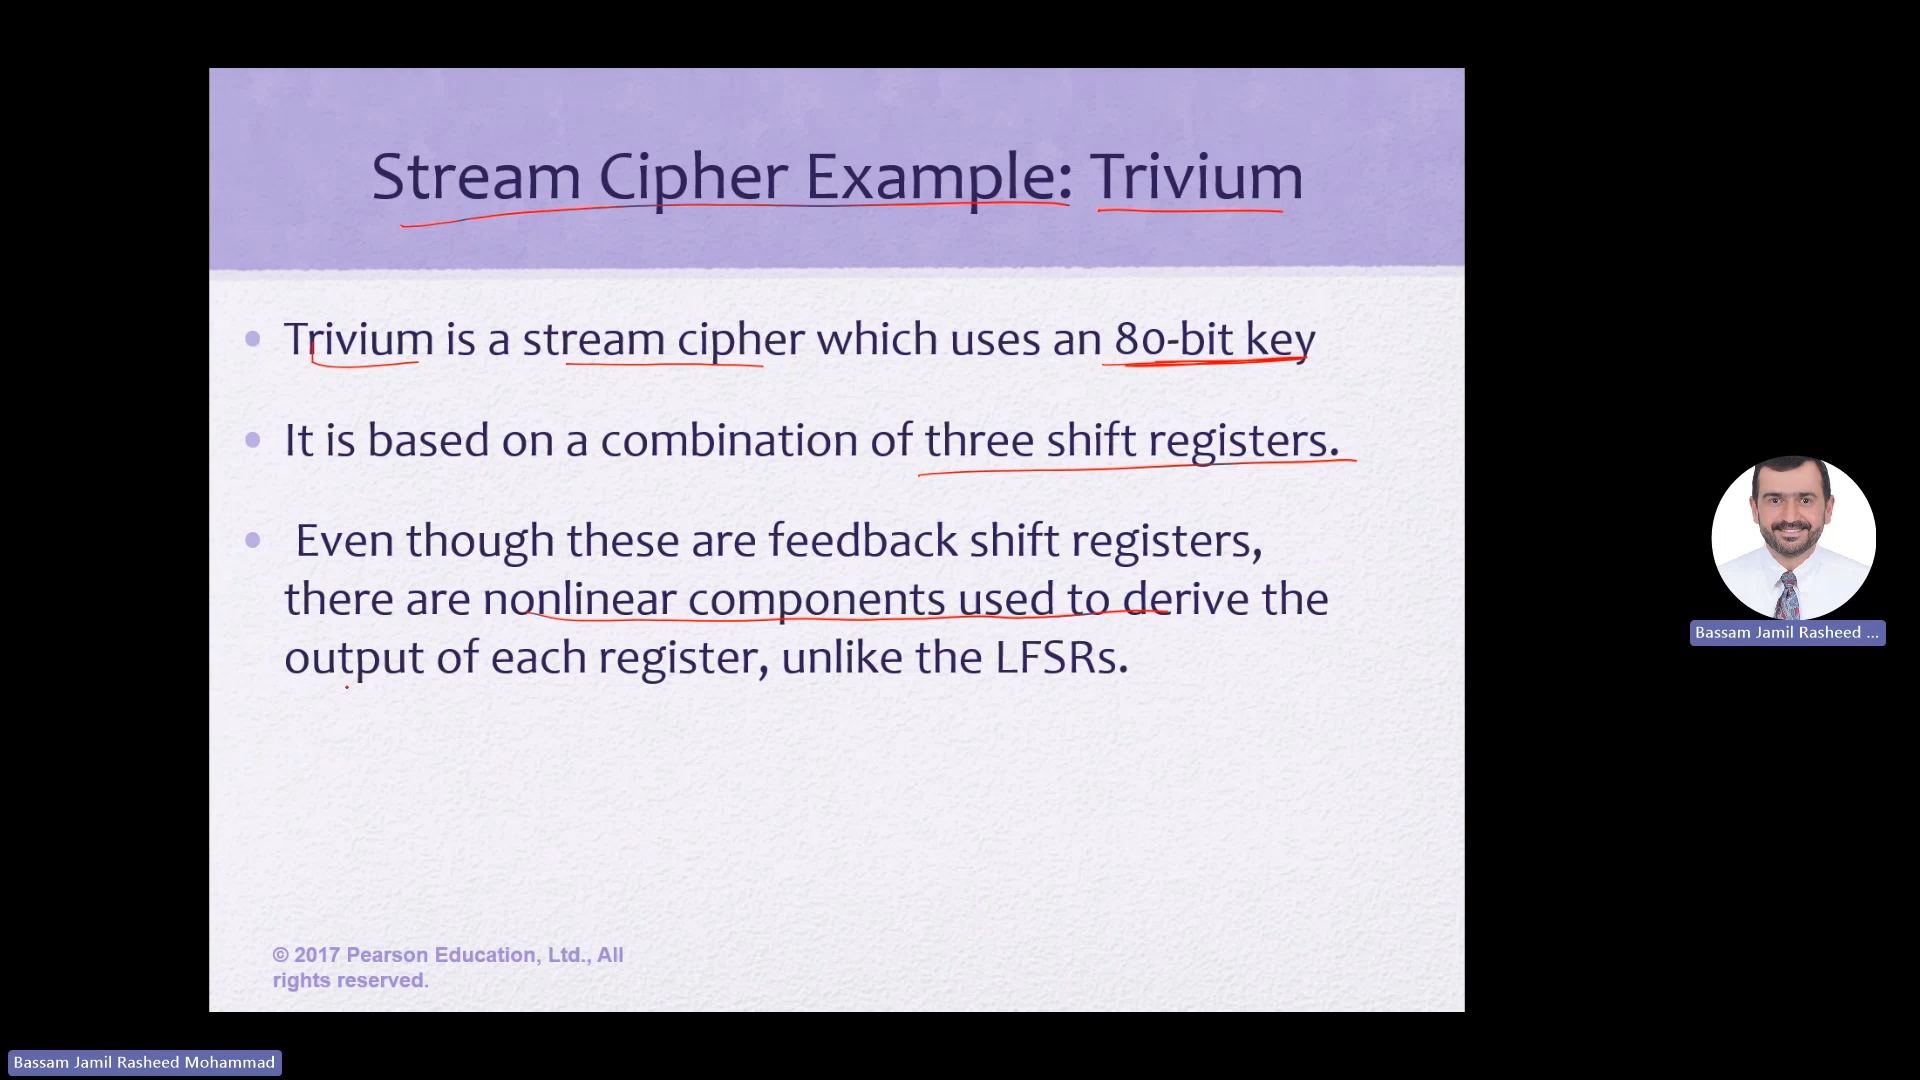 Stream Cipher Example: Trivium
• Trivium is a stream cipher which uses an 80-bit key
• It is based on a combination of three shift registers.
• Even though these are feedback shift registers,
there are nonlinear components used to derive the
output of each register, unlike the LFSRs.
© 2017 Pearson Education, Ltd., All
rights reserved.
Bassam Jamil Rasheed ...
Bassam Jamil Rasheed Mohammad